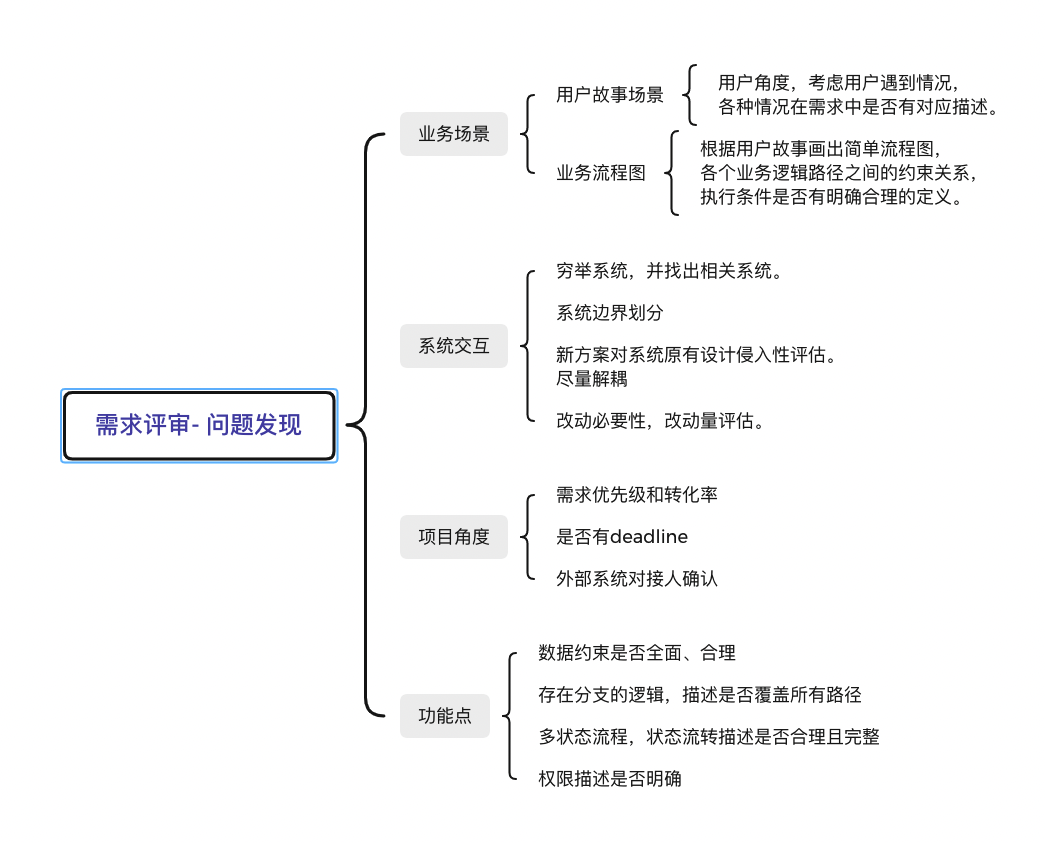 需求评审- 问题发现
业务场景
用户故事场景
用户角度，考虑用户遇到情况，
各种情况在需求中是否有对应描述。
业务流程图
根据用户故事画出简单流程图，
各个业务逻辑路径之间的约束关系，
执行条件是否有明确合理的定义。
系统交互
穷举系统，并找出相关系统。
系统边界划分
新方案对系统原有设计侵入性评估。
尽量解耦
改动必要性，改动量评估。
项目角度
需求优先级和转化率
是否有deadline
外部系统对接人确认
功能点
数据约束是否全面、合理
存在分支的逻辑，描述是否覆盖所有路径
多状态流程，状态流转描述是否合理且完整
权限描述是否明确